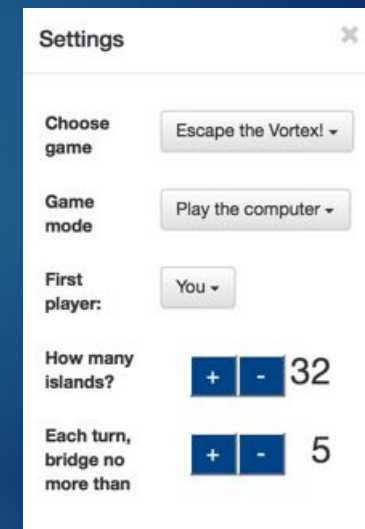 Settings ×
Choose game Escape the Vortex!
Game mode Play the computer
First player: You
How many islands? + - 32
Each turn, bridge no more than + - 5